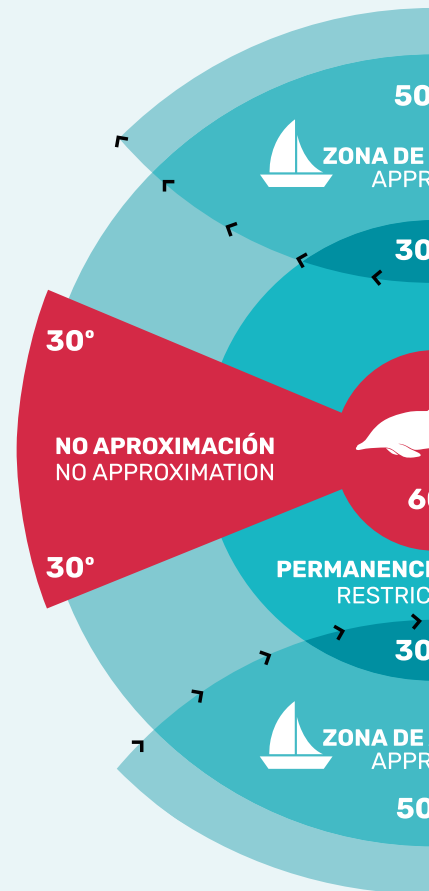 50
ZONA DE
APPR
30
30º
NO APROXIMACIÓN
NO APPROXIMATION
60
30º
PERMANENC
RESTRIC
30
ZONA DE
APPR
50